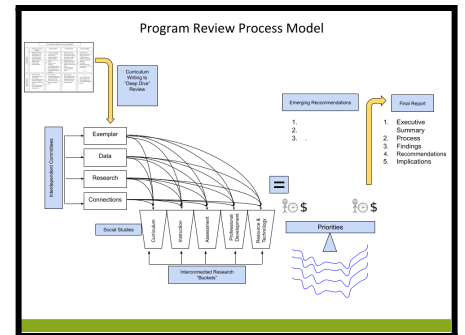 Program Review Process Model
Curriculum
Writing to
"Deep Dive"
Review
Emerging Recommendations
1.
2.
3. .
Final Report
1. Executive
Summary
2. Process
3. Findings
4. Recommendations
5. Implications
Interdependent Committees
Exemplar
Data
Research
Connections
=
$
$
Social Studies
Curriculum
Instruction
Assessment
Professional
Development
Resource &
Technology
Priorities
Interconnected Research
"Buckets"